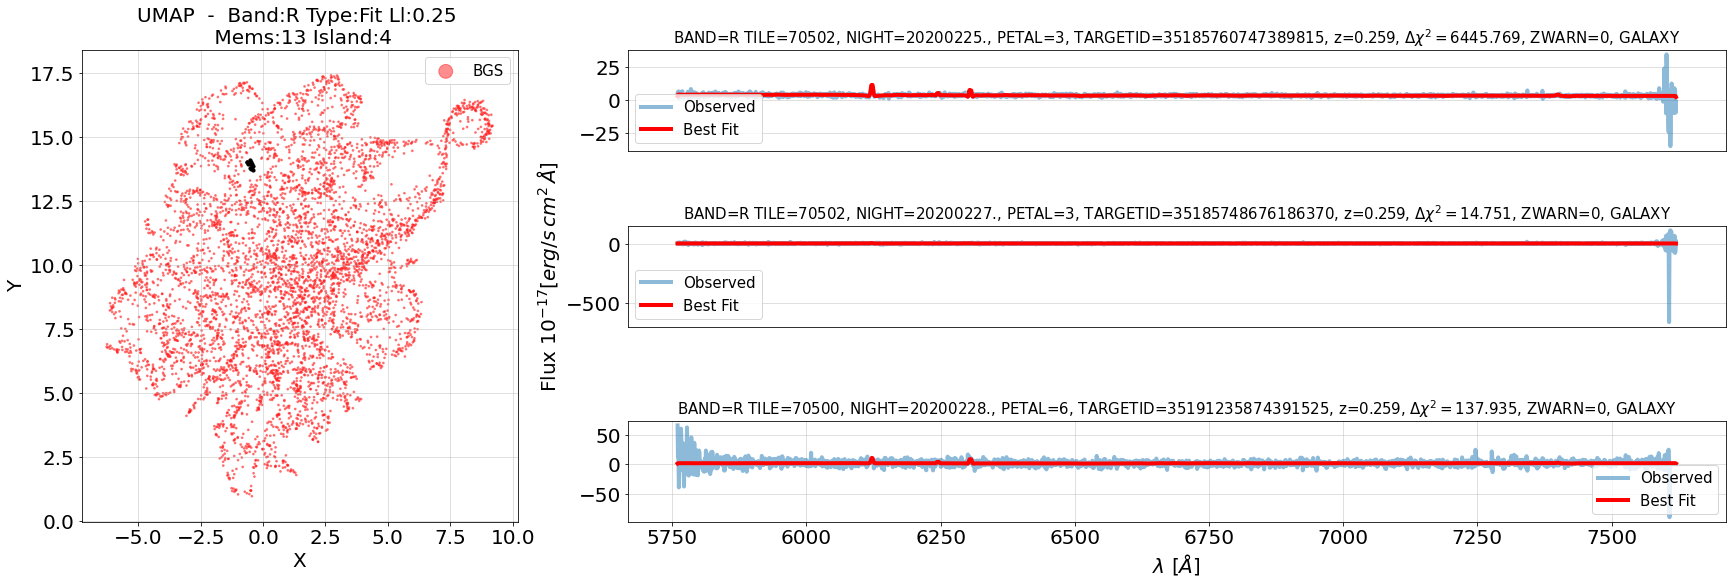 UMAP - Band:R Type:Fit Ll:0.25
Mems:13 Island:4
BGS
17.5
15.0
12.5
10.0
7.5
5.0
2.5
0.0
Y
−5.0 −2.5 0.0 2.5 5.0 7.5 10.0
X
Flux 10⁻¹⁷[erg/s cm² Å]
BAND=R TILE=70502, NIGHT=20200225., PETAL=3, TARGETID=35185760747389815, z=0.259, Δχ² = 6445.769, ZWARN=0, GALAXY
25
0
−25
Observed
Best Fit
BAND=R TILE=70502, NIGHT=20200227., PETAL=3, TARGETID=35185748676186370, z=0.259, Δχ² = 14.751, ZWARN=0, GALAXY
0
−500
Observed
Best Fit
BAND=R TILE=70500, NIGHT=20200228., PETAL=6, TARGETID=35191235874391525, z=0.259, Δχ² = 137.935, ZWARN=0, GALAXY
50
0
−50
Observed
Best Fit
5750 6000 6250 6500 6750 7000 7250 7500
λ [Å]